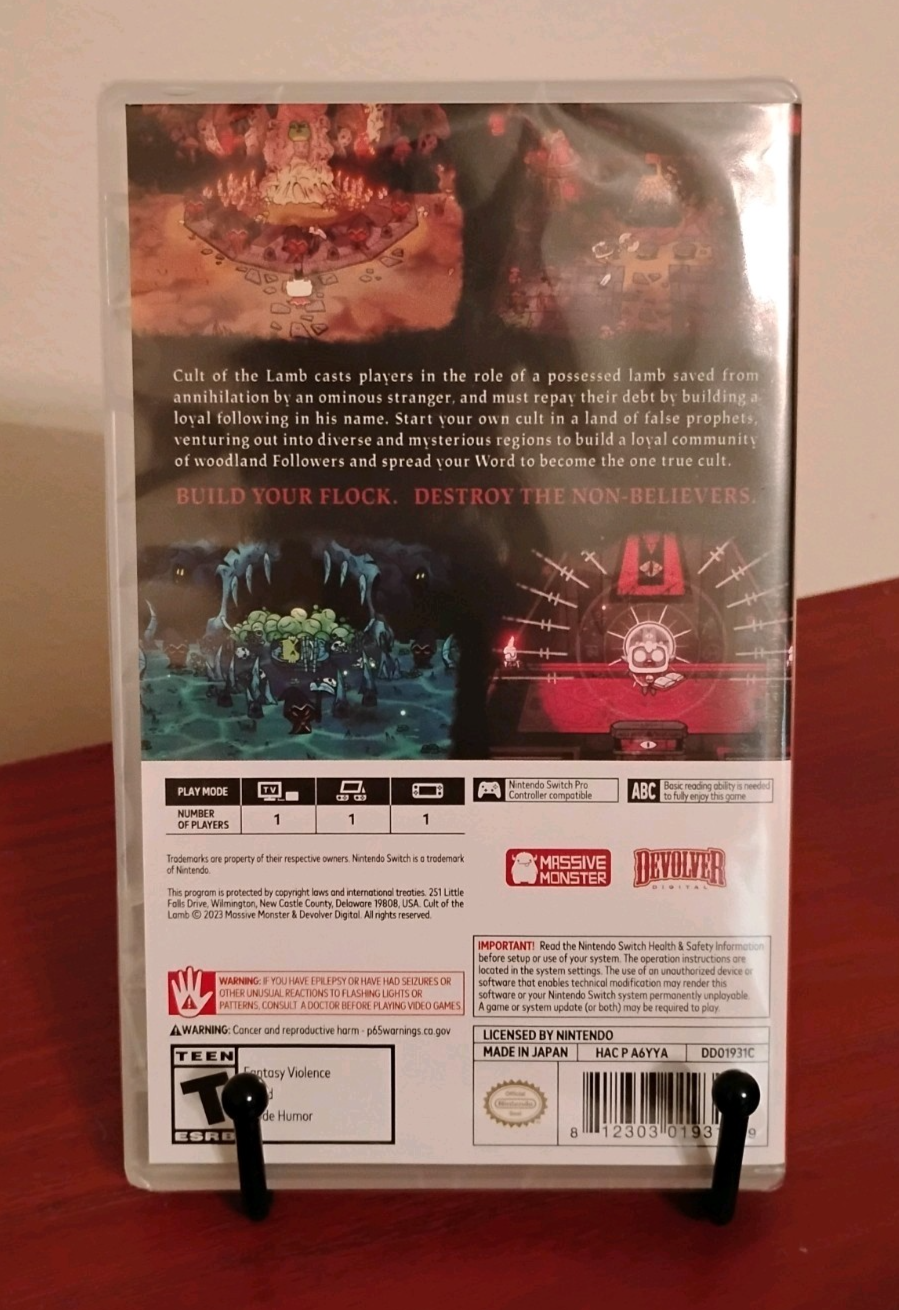 Cult of the Lamb casts players in the role of a possessed lamb saved from
annihilation by an ominous stranger, and must repay their debt by building a
loyal following in his name. Start your own cult in a land of false prophets,
venturing out into diverse and mysterious regions to build a loyal community
of woodland Followers and spread your Word to become the one true cult.
BUILD YOUR FLOCK. DESTROY THE NON-BELIEVERS.
PLAY MODE
TV
NUMBER
OF PLAYERS
1 1 1
Nintendo Switch Pro
Controller compatible
ABC
Basic reading ability is needed
to fully enjoy this game
Trademarks are property of their respective owners. Nintendo Switch is a trademark
of Nintendo.
This program is protected by copyright laws and international treaties. 251 Little
Falls Drive, Wilmington, New Castle County, Delaware 19808, USA. Cult of the
Lamb © 2023 Massive Monster & Devolver Digital. All rights reserved.
MASSIVE
MONSTER
DEVOLVER
DIGITAL
IMPORTANT! Read the Nintendo Switch Health & Safety Information
before setup or use of your system. The operation instructions are
located in the system settings. The use of an unauthorized device or
software that enables technical modification may render this
software or your Nintendo Switch system permanently unplayable.
A game or system update (or both) may be required to play.
WARNING: IF YOU HAVE EPILEPSY OR HAVE HAD SEIZURES OR
OTHER UNUSUAL REACTIONS TO FLASHING LIGHTS OR
PATTERNS, CONSULT A DOCTOR BEFORE PLAYING VIDEO GAMES.
WARNING: Cancer and reproductive harm - p65warnings.ca.gov
LICENSED BY NINTENDO
MADE IN JAPAN HAC P A6YYA DD01931C
TEEN
T
ESRB
Fantasy Violence
Humor
Official
Nintendo
Seal
8 12303 0193 9